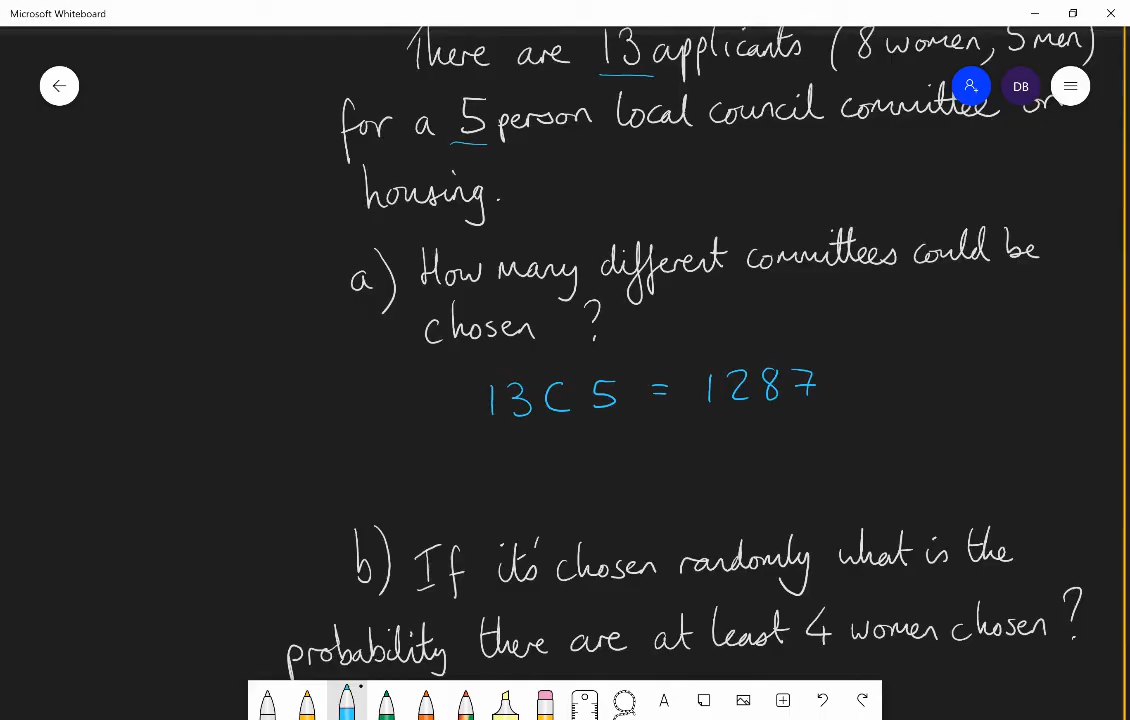 Microsoft Whiteboard
There are 13 applicants (8 women, 5 men)
DB
for a 5 person local council committee on
housing.
a) How many different committees could be
chosen ?
13C5 = 1287
b) If it's chosen randomly what is the
probability there are at least 4 women chosen?
A